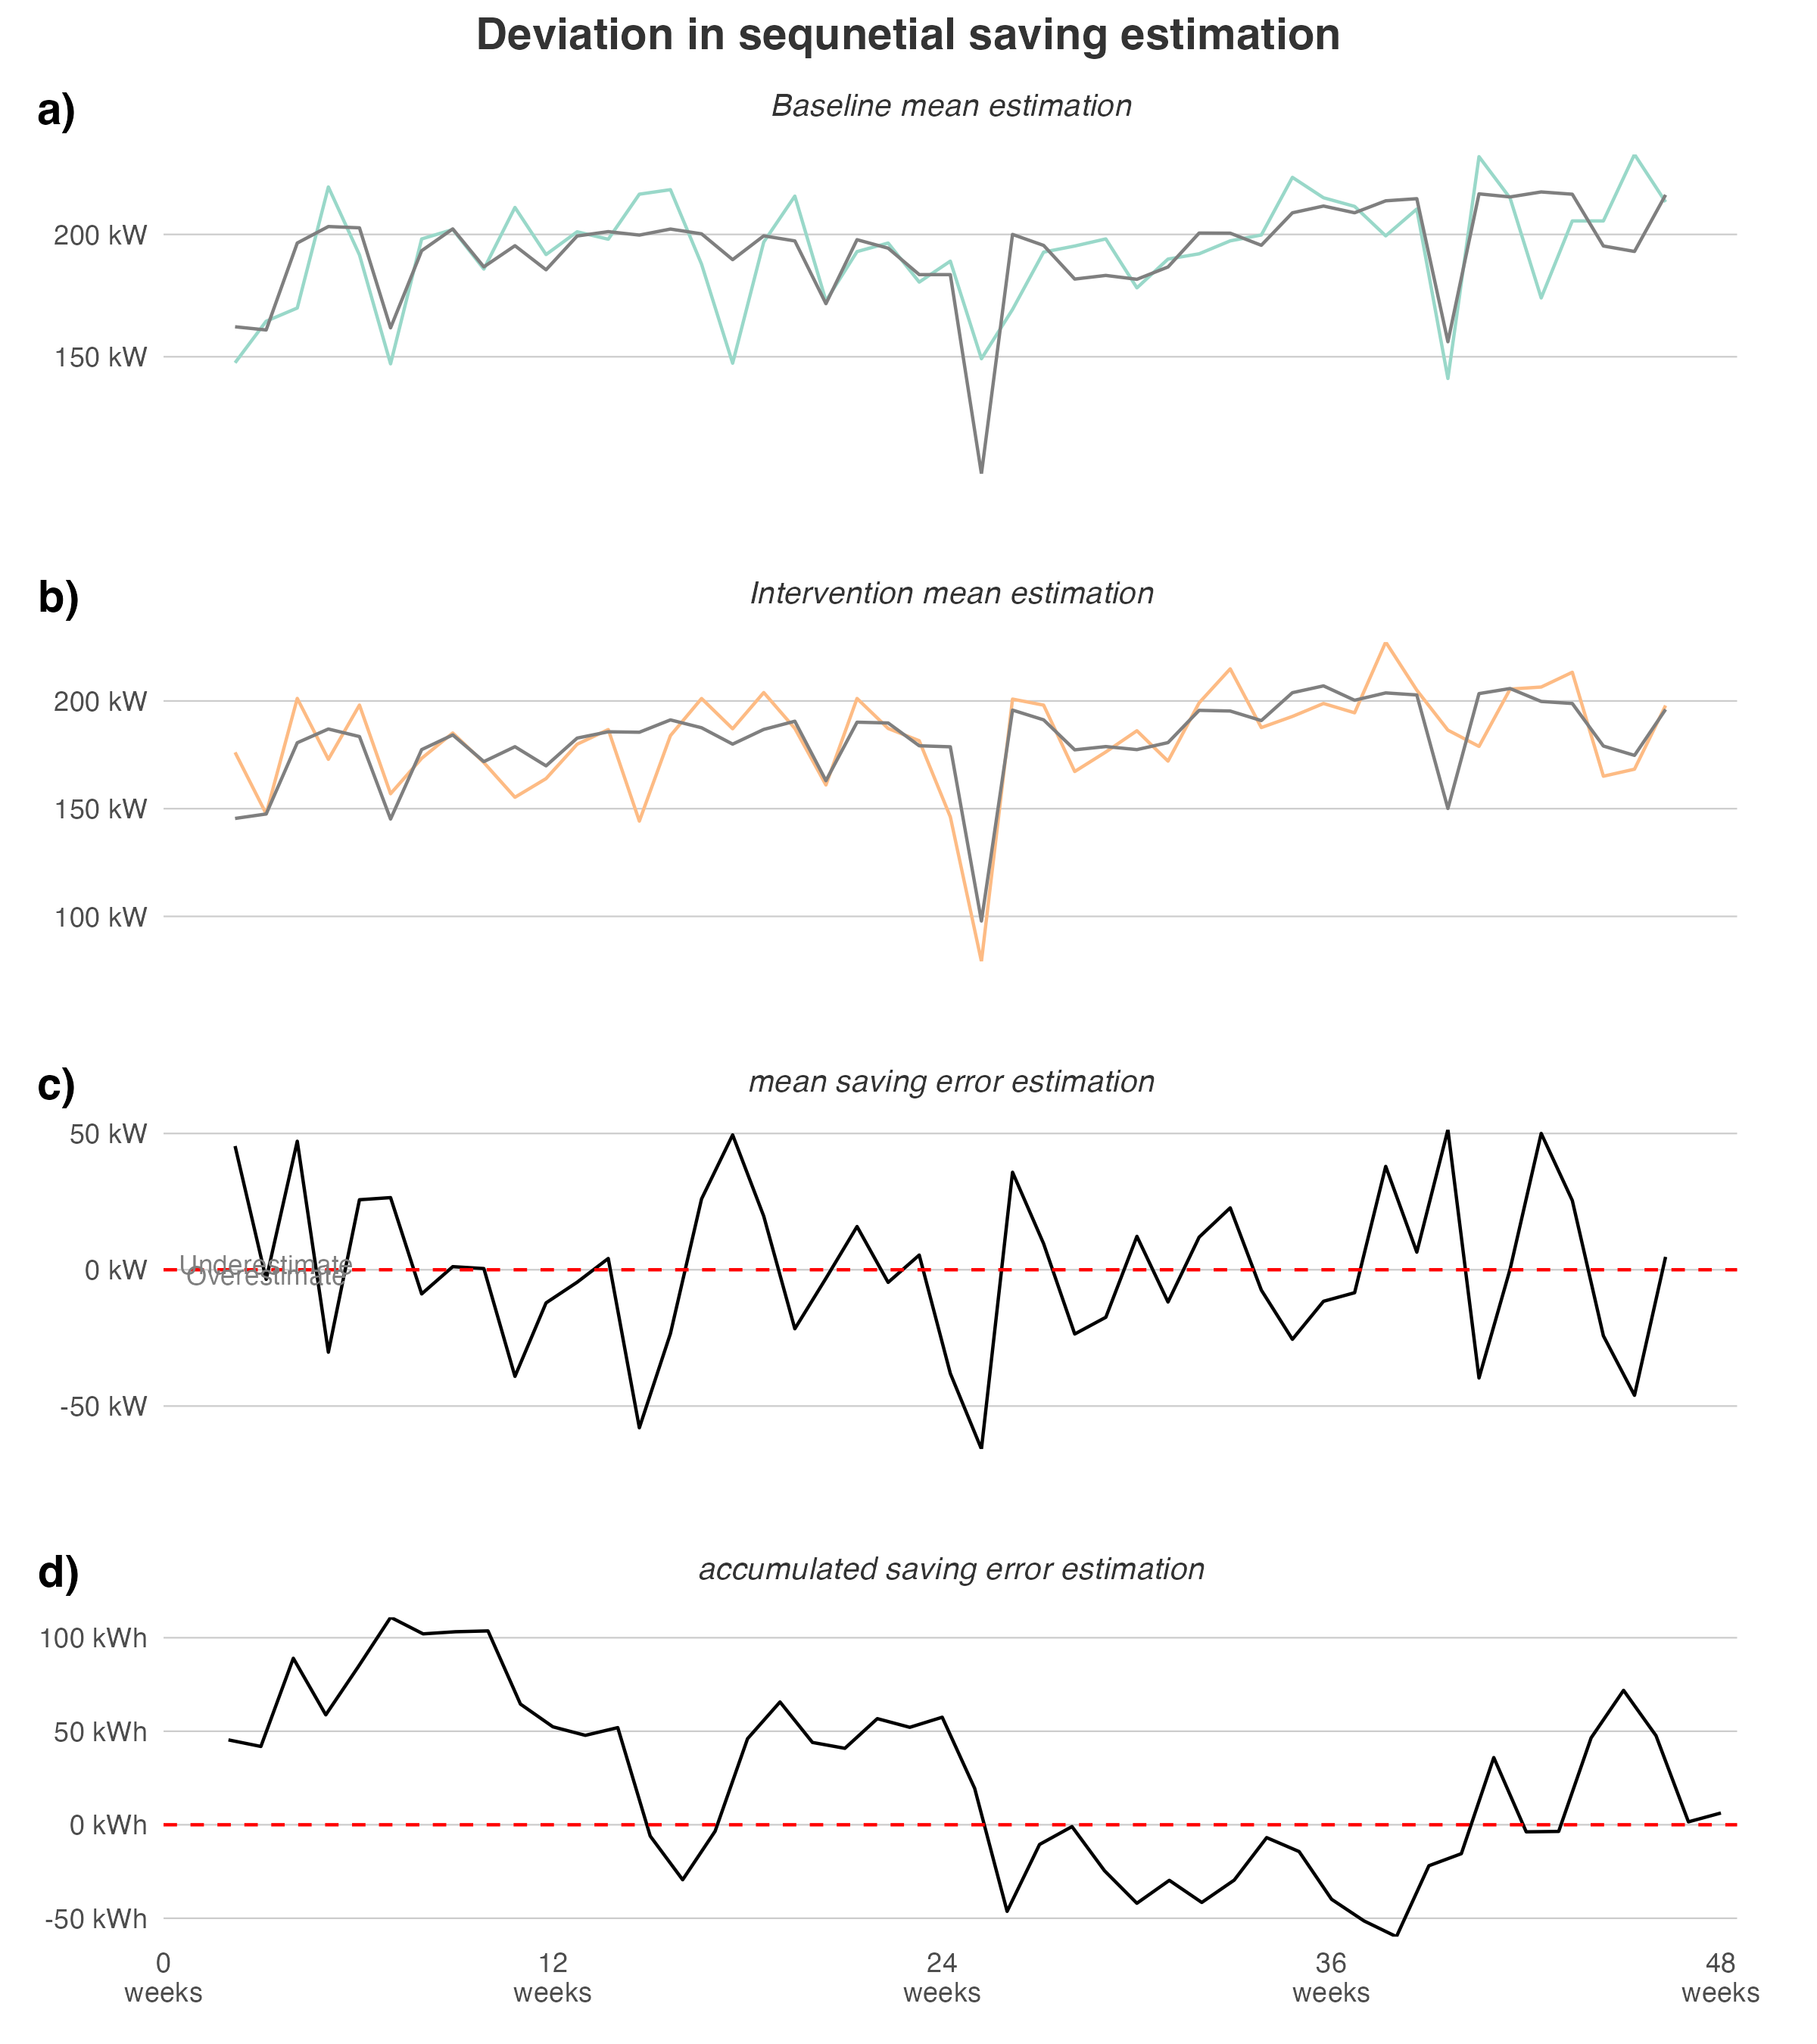 Deviation in sequnetial saving estimation
a)
Baseline mean estimation
200 kW
150 kW
b)
Intervention mean estimation
200 kW
150 kW
100 kW
c)
mean saving error estimation
50 kW
Underestimate
0 kW
Overestimate
-50 kW
d)
accumulated saving error estimation
100 kWh
50 kWh
0 kWh
-50 kWh
0
weeks
12
weeks
24
weeks
36
weeks
48
weeks